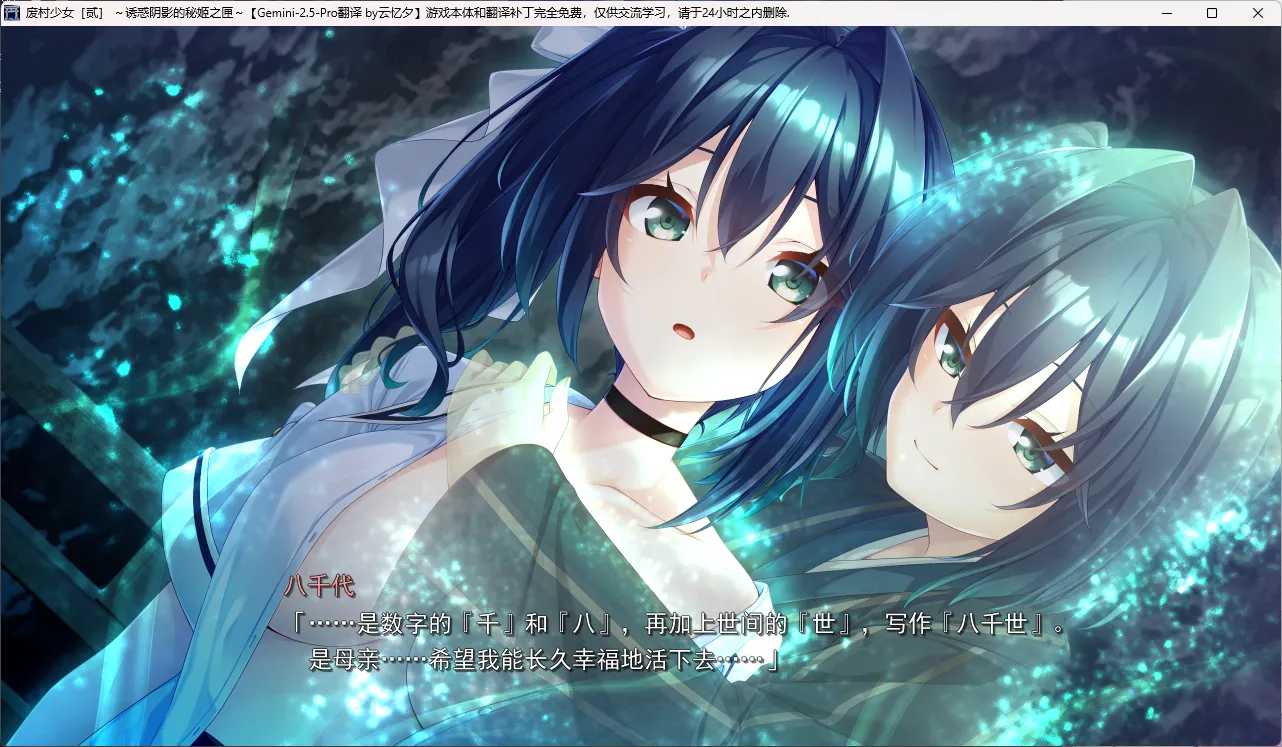 废村少女［贰］ ～诱惑阴影的秘姬之匣～【Gemini-2.5-Pro翻译 by云忆夕】游戏本体和翻译补丁完全免费，仅供交流学习，请于24小时之内删除.
八千代
「……是数字的『千』和『八』，再加上世间的『世』，写作『八千世』。
是母亲……希望我能长久幸福地活下去……」